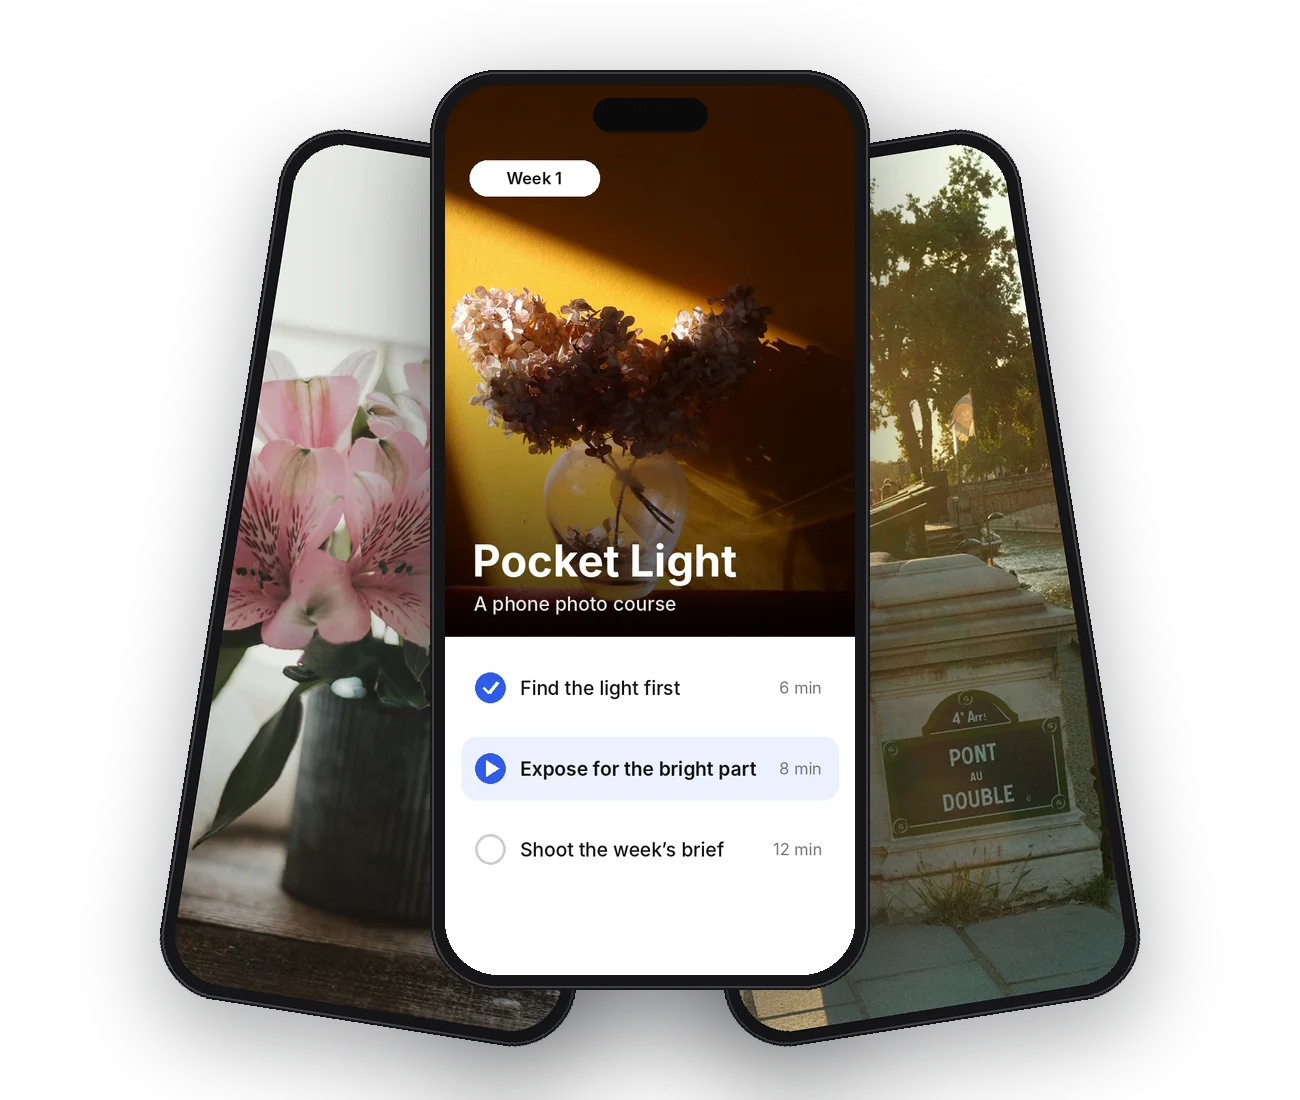 Week 1
Pocket Light
A phone photo course
Find the light first 6 min
Expose for the bright part 8 min
Shoot the week’s brief 12 min
4e Arrt
PONT
AU
DOUBLE